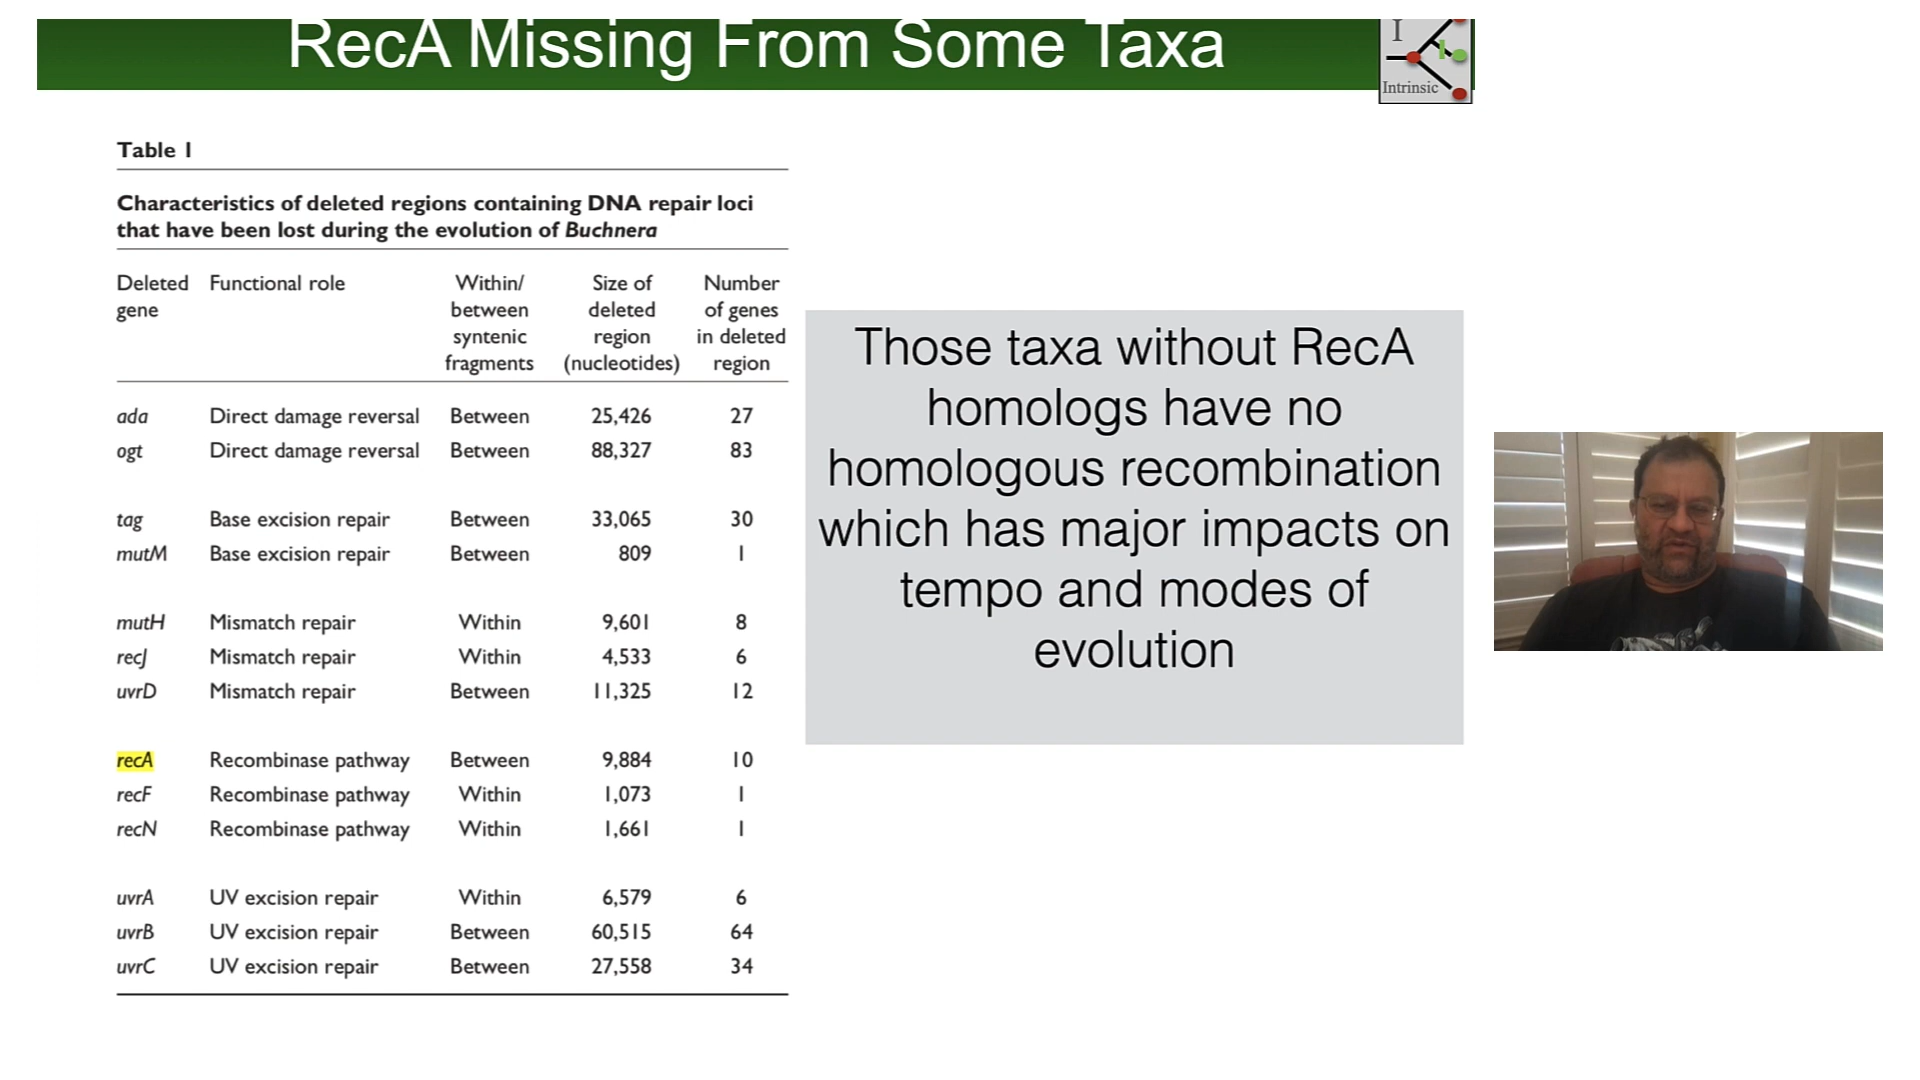 RecA Missing From Some Taxa
I
Intrinsic
Table 1
Characteristics of deleted regions containing DNA repair loci
that have been lost during the evolution of Buchnera
Deleted Functional role Within/ Size of Number
gene between deleted of genes
syntenic region in deleted
fragments (nucleotides) region
ada Direct damage reversal Between 25,426 27
ogt Direct damage reversal Between 88,327 83
tag Base excision repair Between 33,065 30
mutM Base excision repair Between 809 1
mutH Mismatch repair Within 9,601 8
recJ Mismatch repair Within 4,533 6
uvrD Mismatch repair Between 11,325 12
recA Recombinase pathway Between 9,884 10
recF Recombinase pathway Within 1,073 1
recN Recombinase pathway Within 1,661 1
uvrA UV excision repair Within 6,579 6
uvrB UV excision repair Between 60,515 64
uvrC UV excision repair Between 27,558 34
Those taxa without RecA
homologs have no
homologous recombination
which has major impacts on
tempo and modes of
evolution